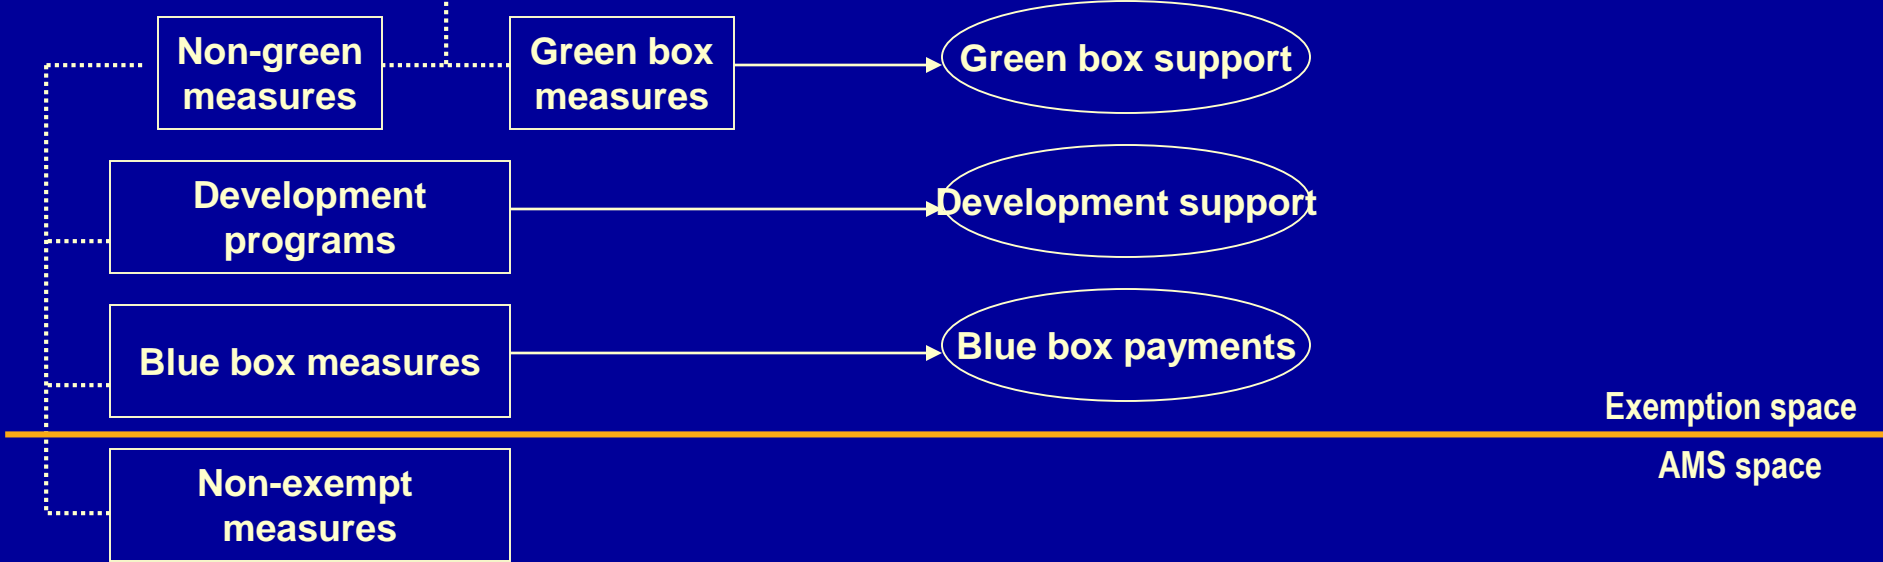 Non-green
measures
Green box
measures
Green box support
Development
programs
Development support
Blue box measures
Blue box payments
Exemption space
AMS space
Non-exempt
measures